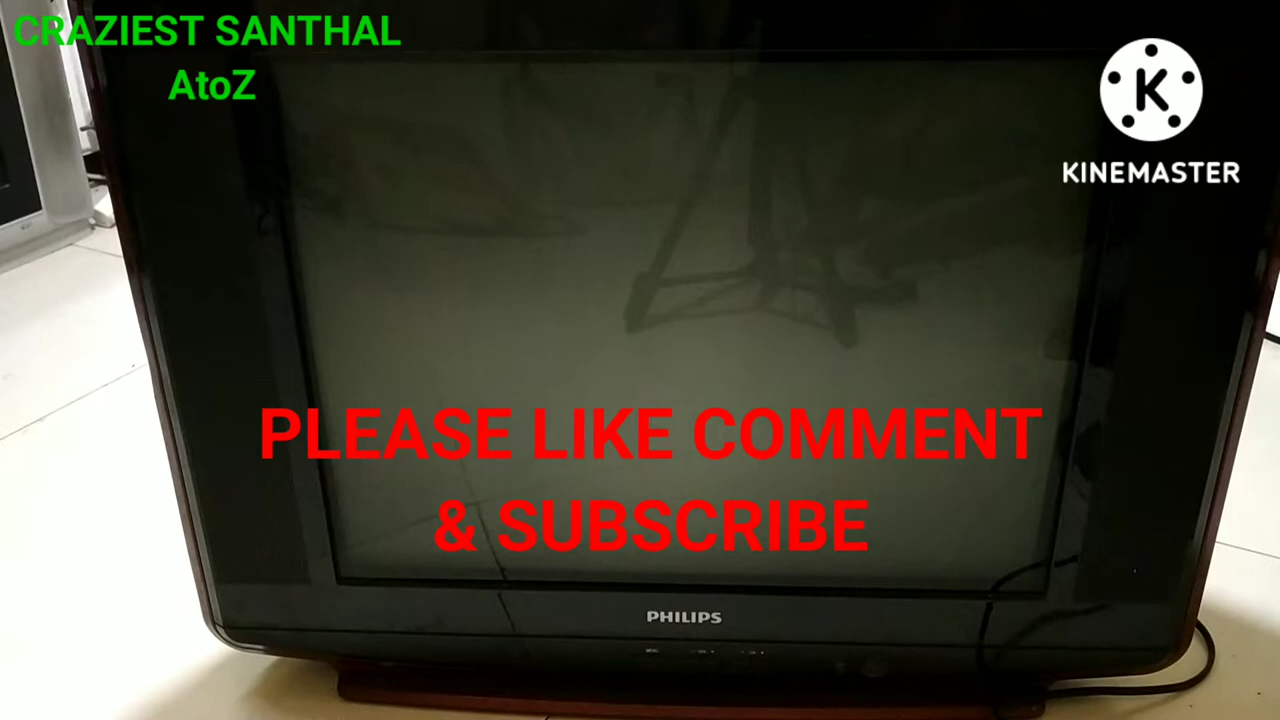 CRAZIEST SANTHAL
AtoZ
K
KINEMASTER
PLEASE LIKE COMMENT
& SUBSCRIBE
PHILIPS